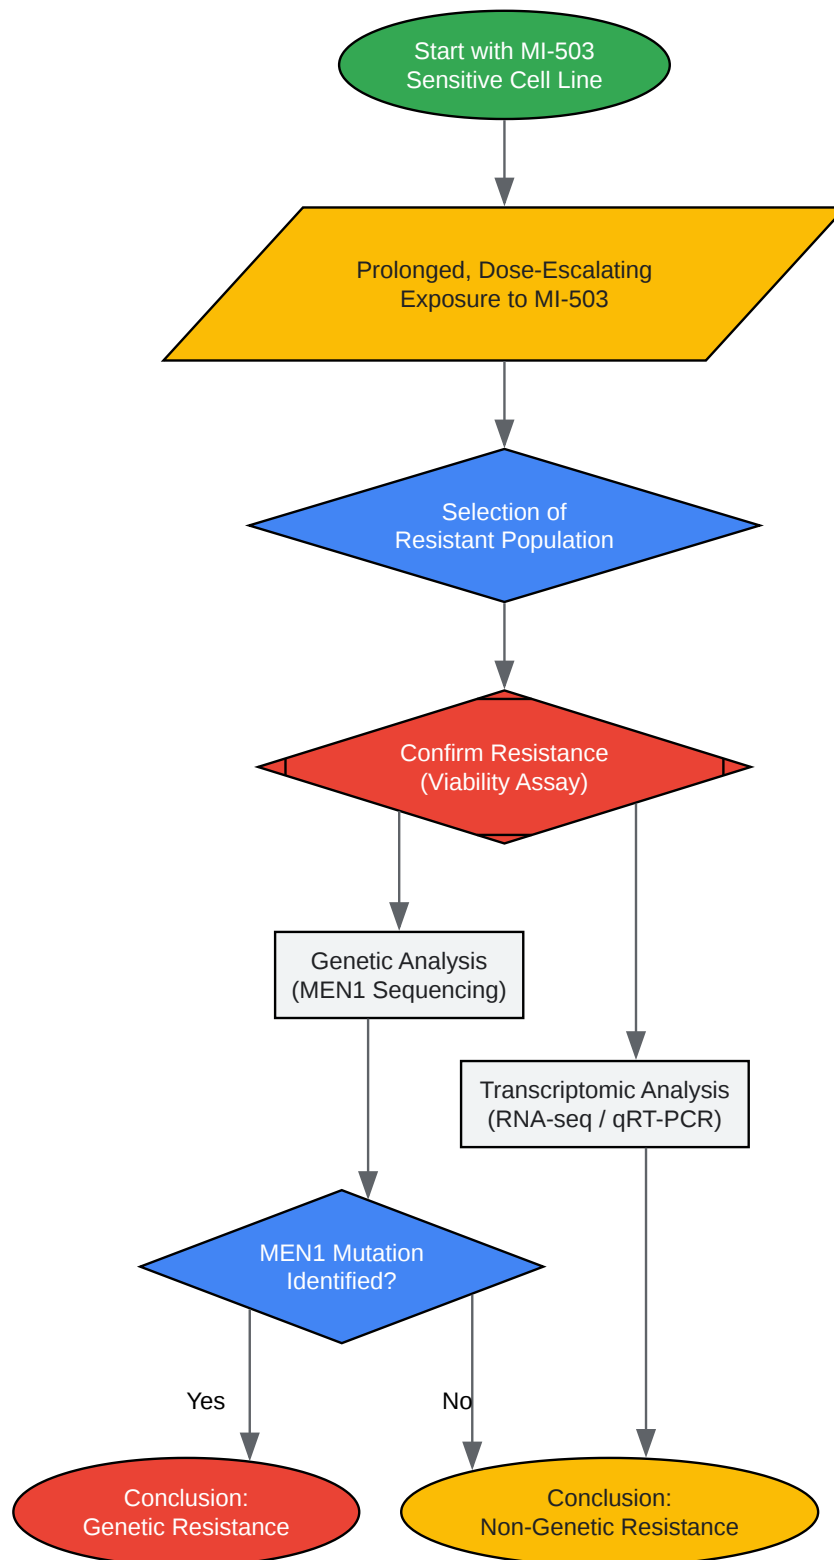 Start with MI-503
Sensitive Cell Line
Prolonged, Dose-Escalating
Exposure to MI-503
Selection of
Resistant Population
Confirm Resistance
(Viability Assay)
Genetic Analysis
(MEN1 Sequencing)
Transcriptomic Analysis
(RNA-seq / qRT-PCR)
MEN1 Mutation
Identified?
Yes
No
Conclusion:
Genetic Resistance
Conclusion:
Non-Genetic Resistance